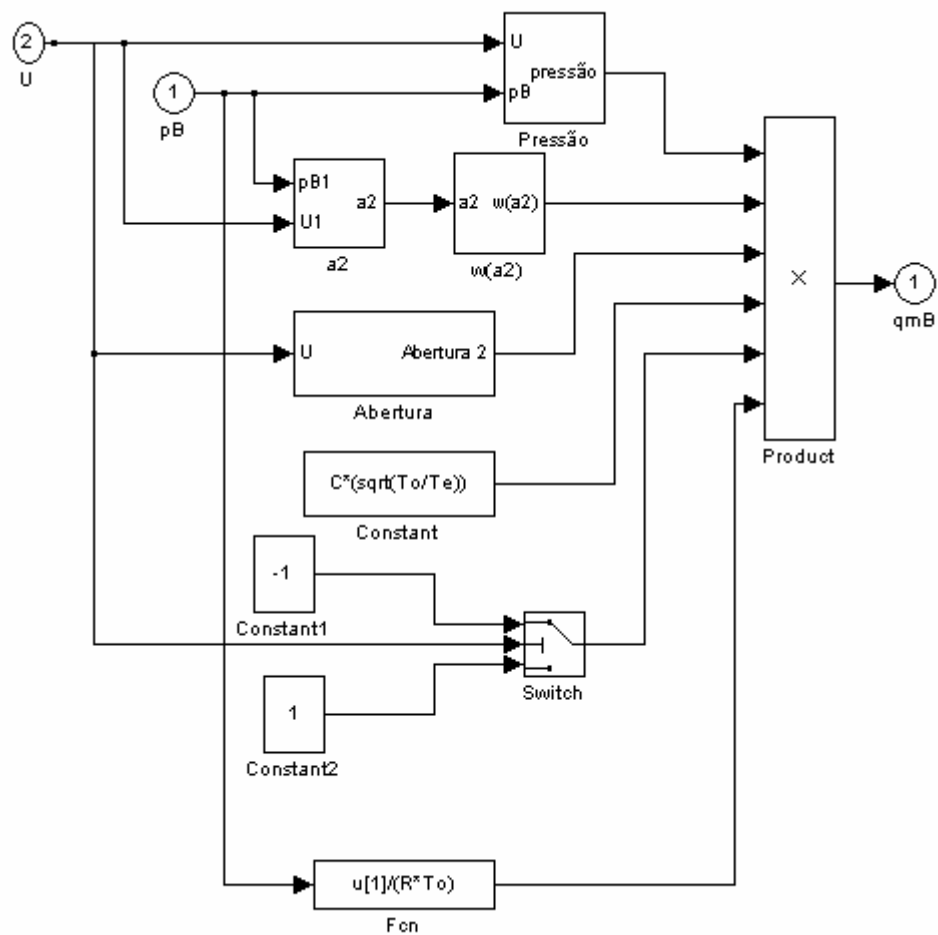 2
U
1
pB
U
pressão
pB
Pressão
pB1
a2
U1
a2
a2
w(a2)
w(a2)
U
Abertura 2
Abertura
C*(sqrt(To/Te))
Constant
-1
Constant1
1
Constant2
Switch
u[1]/(R*To)
Fcn
×
Product
1
qmB